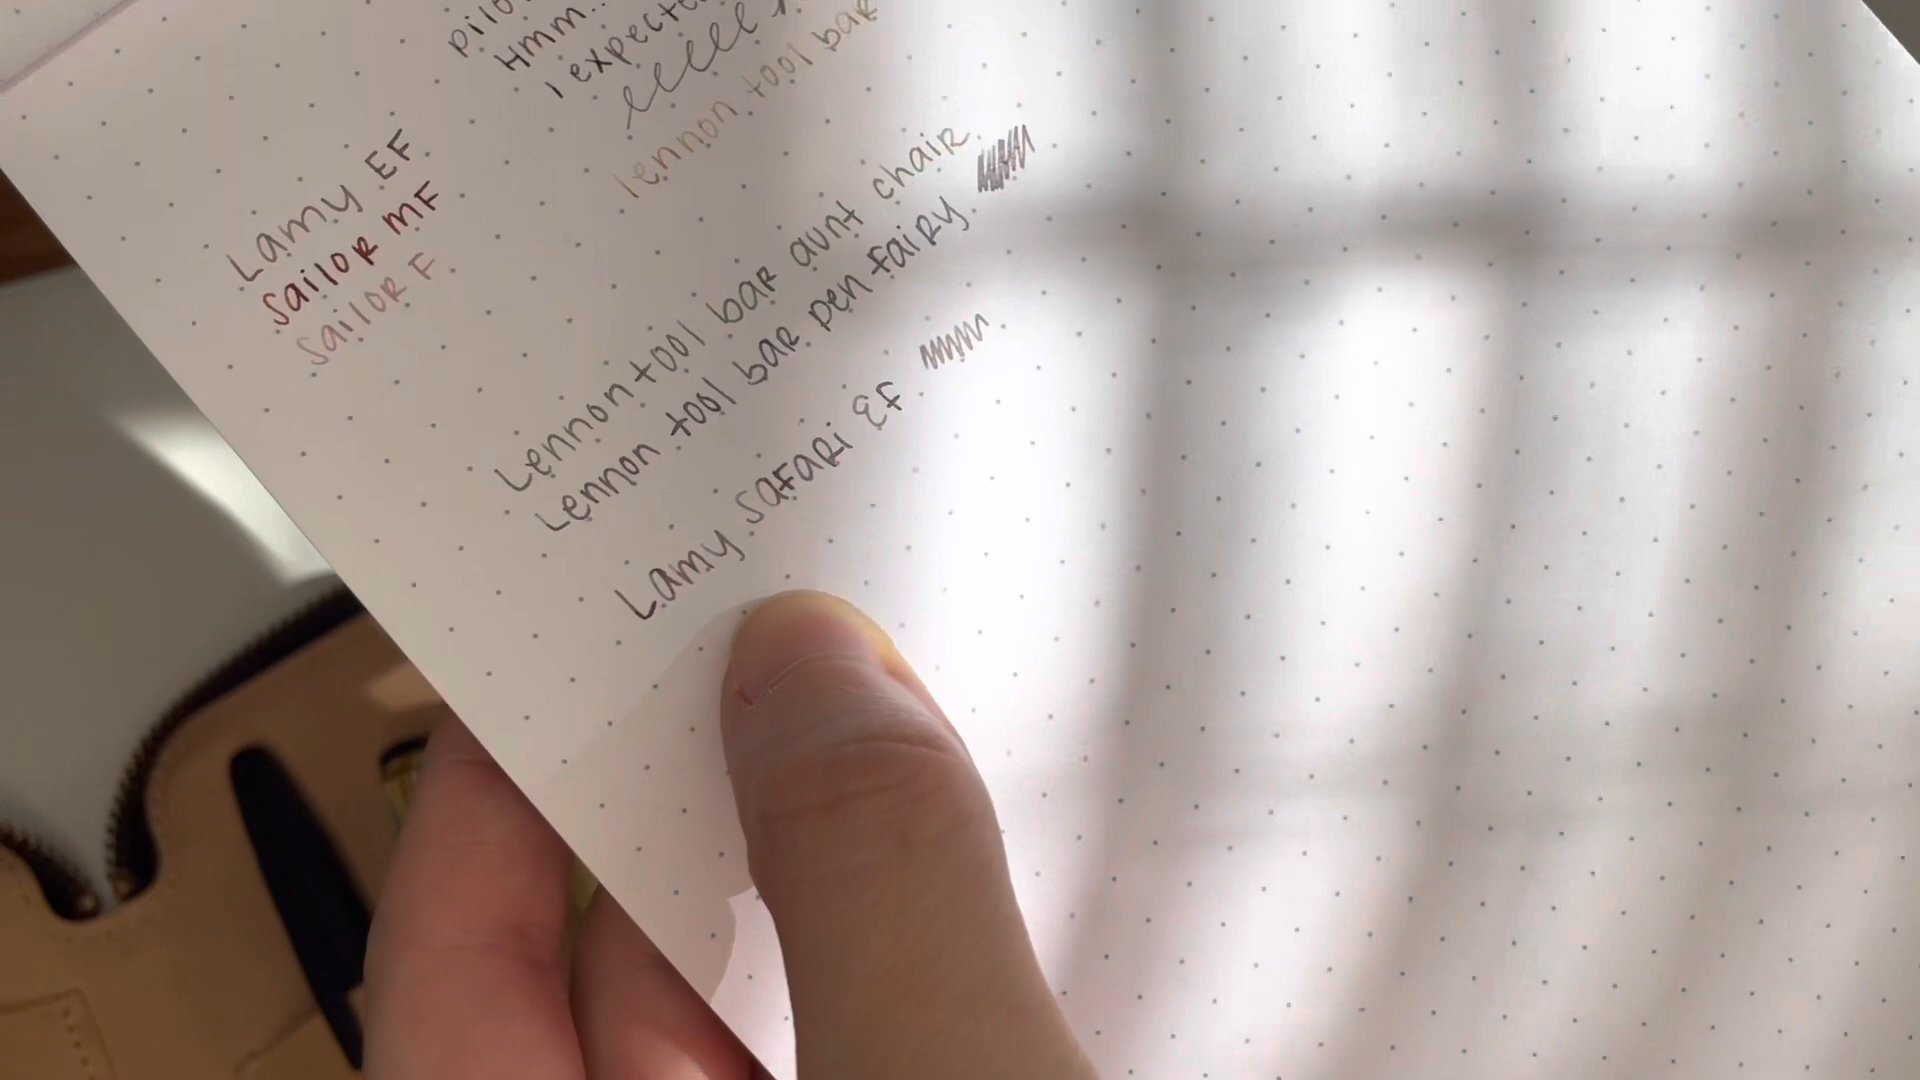 Hmm..
I expecte
lennon tool bar
Lamy EF
Sailor MF
Sailor F
Lennon tool bar aunt chair
Lennon tool bar pen fairy
Lamy Safari EF